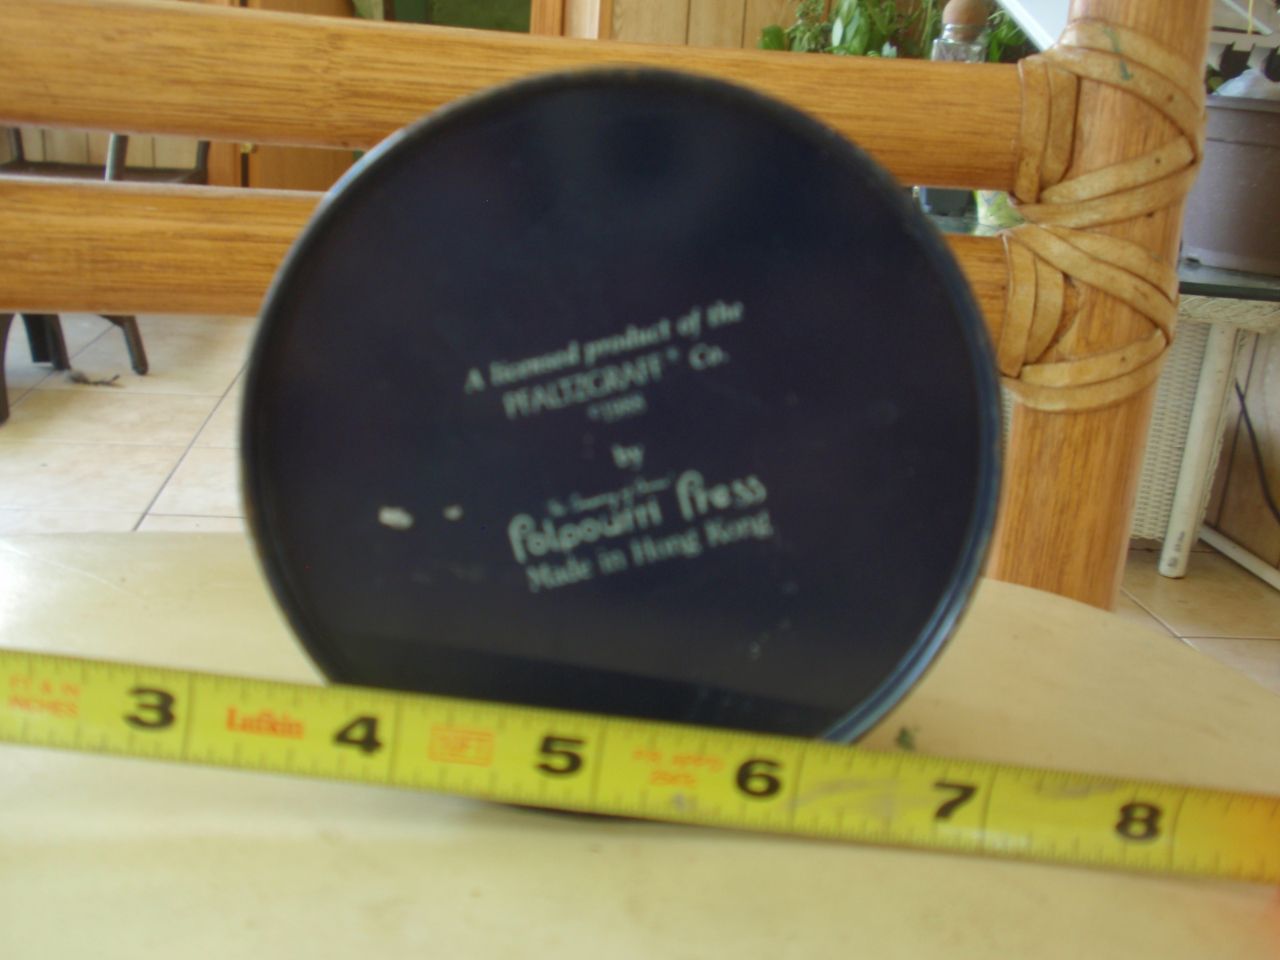 A licensed product of the
PFALTZGRAFF® Co.
©1988
by
Potpourri Press
Made in Hong Kong
3 Lufkin 4 5 6 7 8